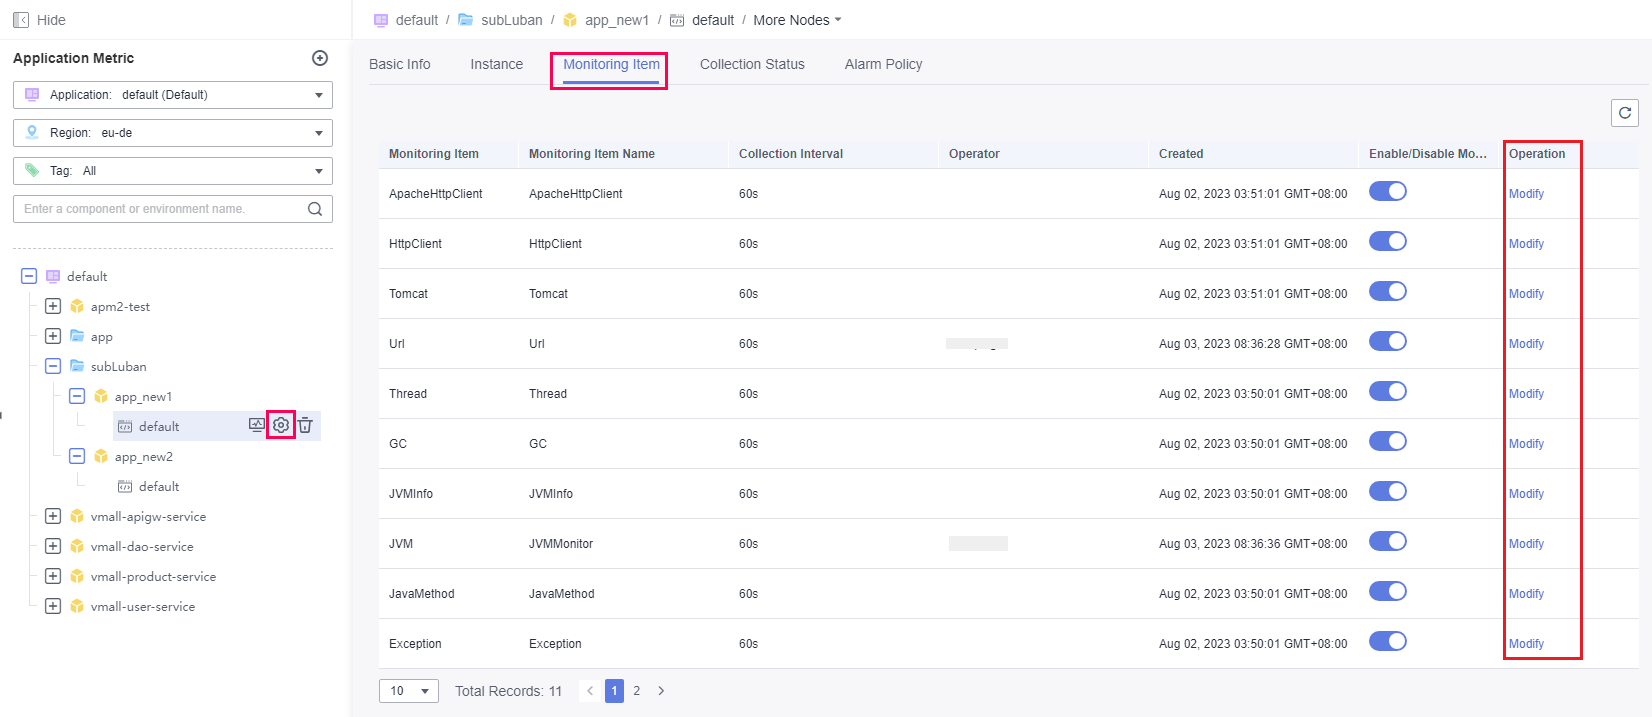 Hide
default / subLuban / app_new1 / default / More Nodes
Application Metric
Application: default (Default)
Region: eu-de
Tag: All
Enter a component or environment name.
default
apm2-test
app
subLuban
app_new1
default
app_new2
default
vmall-apigw-service
vmall-dao-service
vmall-product-service
vmall-user-service
Basic Info Instance Monitoring Item Collection Status Alarm Policy
Monitoring Item Monitoring Item Name Collection Interval Operator Created Enable/Disable Mo... Operation
ApacheHttpClient ApacheHttpClient 60s Aug 02, 2023 03:51:01 GMT+08:00 Modify
HttpClient HttpClient 60s Aug 02, 2023 03:51:01 GMT+08:00 Modify
Tomcat Tomcat 60s Aug 02, 2023 03:51:01 GMT+08:00 Modify
Url Url 60s Aug 03, 2023 08:36:28 GMT+08:00 Modify
Thread Thread 60s Aug 02, 2023 03:50:01 GMT+08:00 Modify
GC GC 60s Aug 02, 2023 03:50:01 GMT+08:00 Modify
JVMInfo JVMInfo 60s Aug 02, 2023 03:50:01 GMT+08:00 Modify
JVM JVMMonitor 60s Aug 03, 2023 08:36:36 GMT+08:00 Modify
JavaMethod JavaMethod 60s Aug 02, 2023 03:50:01 GMT+08:00 Modify
Exception Exception 60s Aug 02, 2023 03:50:01 GMT+08:00 Modify
10 Total Records: 11 < 1 2 >